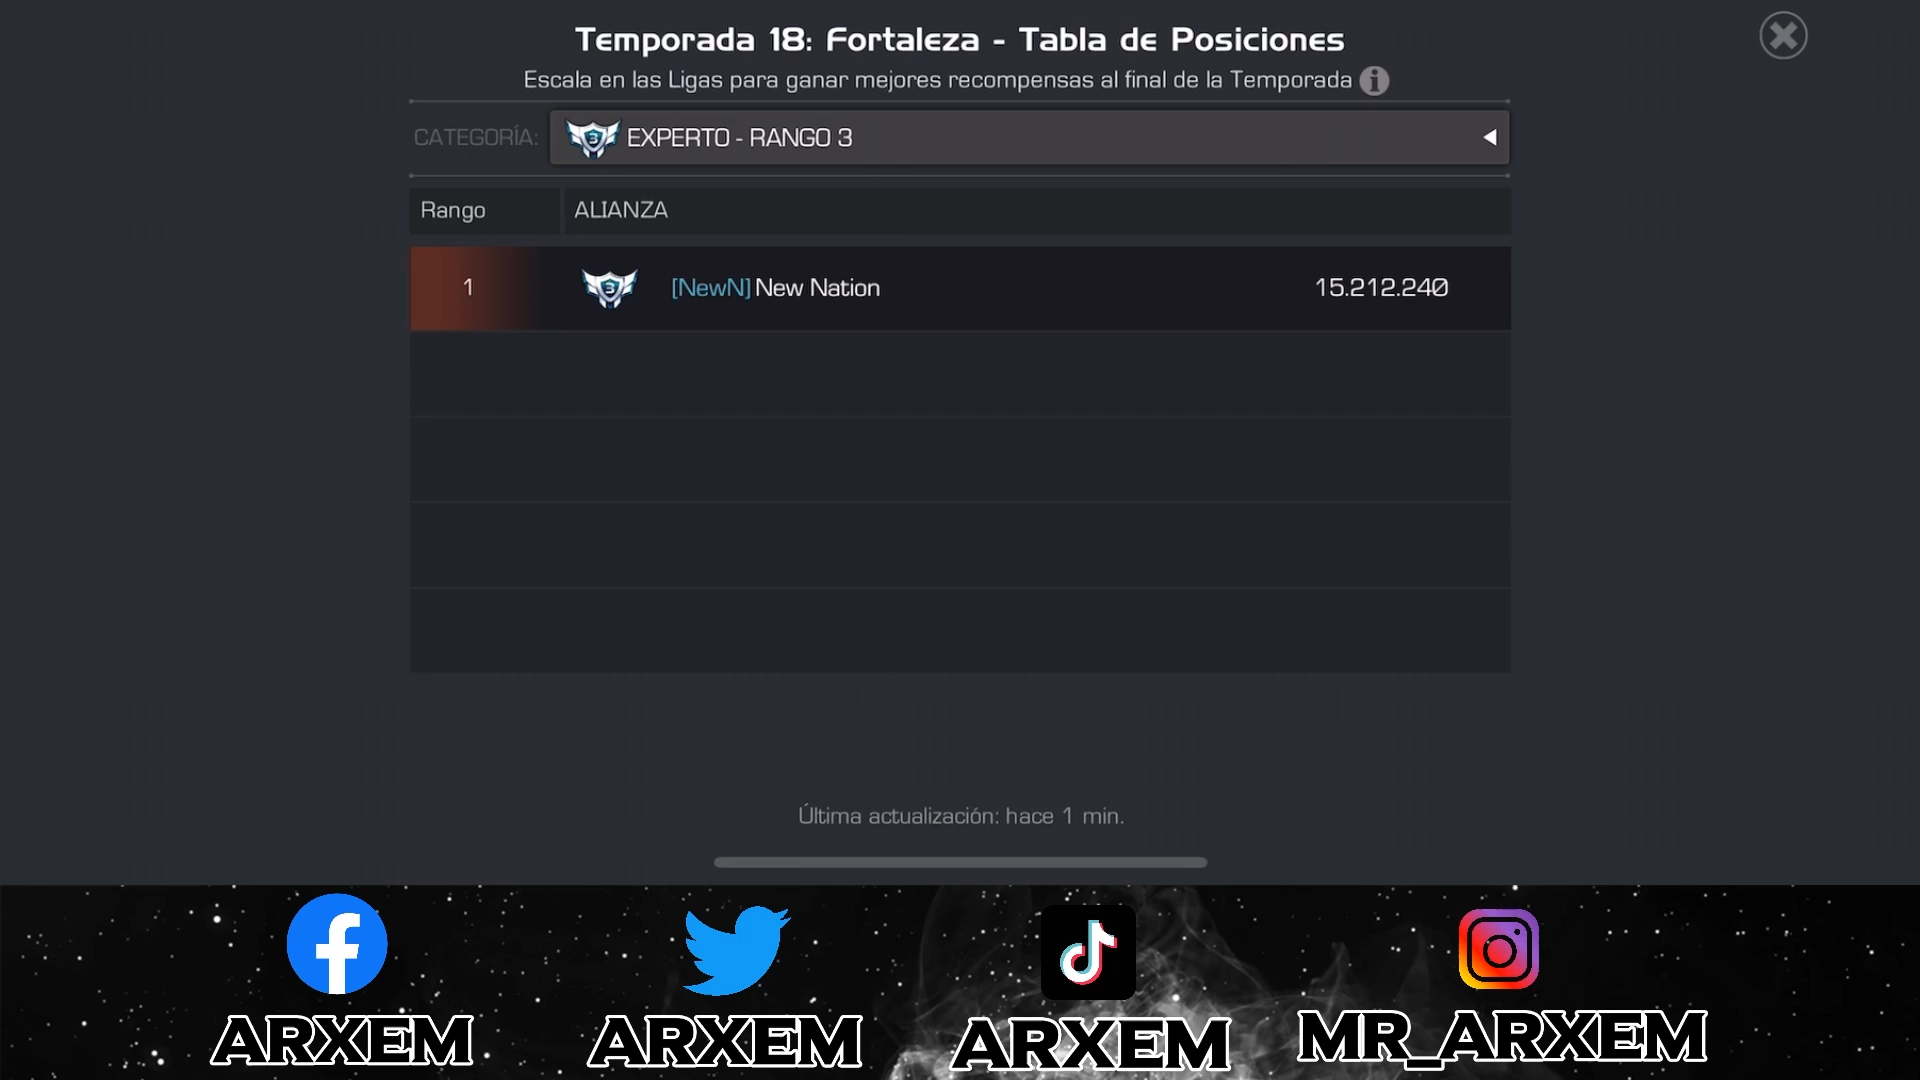 Temporada 18: Fortaleza - Tabla de Posiciones
Escala en las Ligas para ganar mejores recompensas al final de la Temporada i
CATEGORÍA: 3 EXPERTO - RANGO 3
Rango ALIANZA
1 3 [NewN] New Nation 15.212.240
Última actualización: hace 1 min.
ARXEM ARXEM ARXEM MR_ARXEM